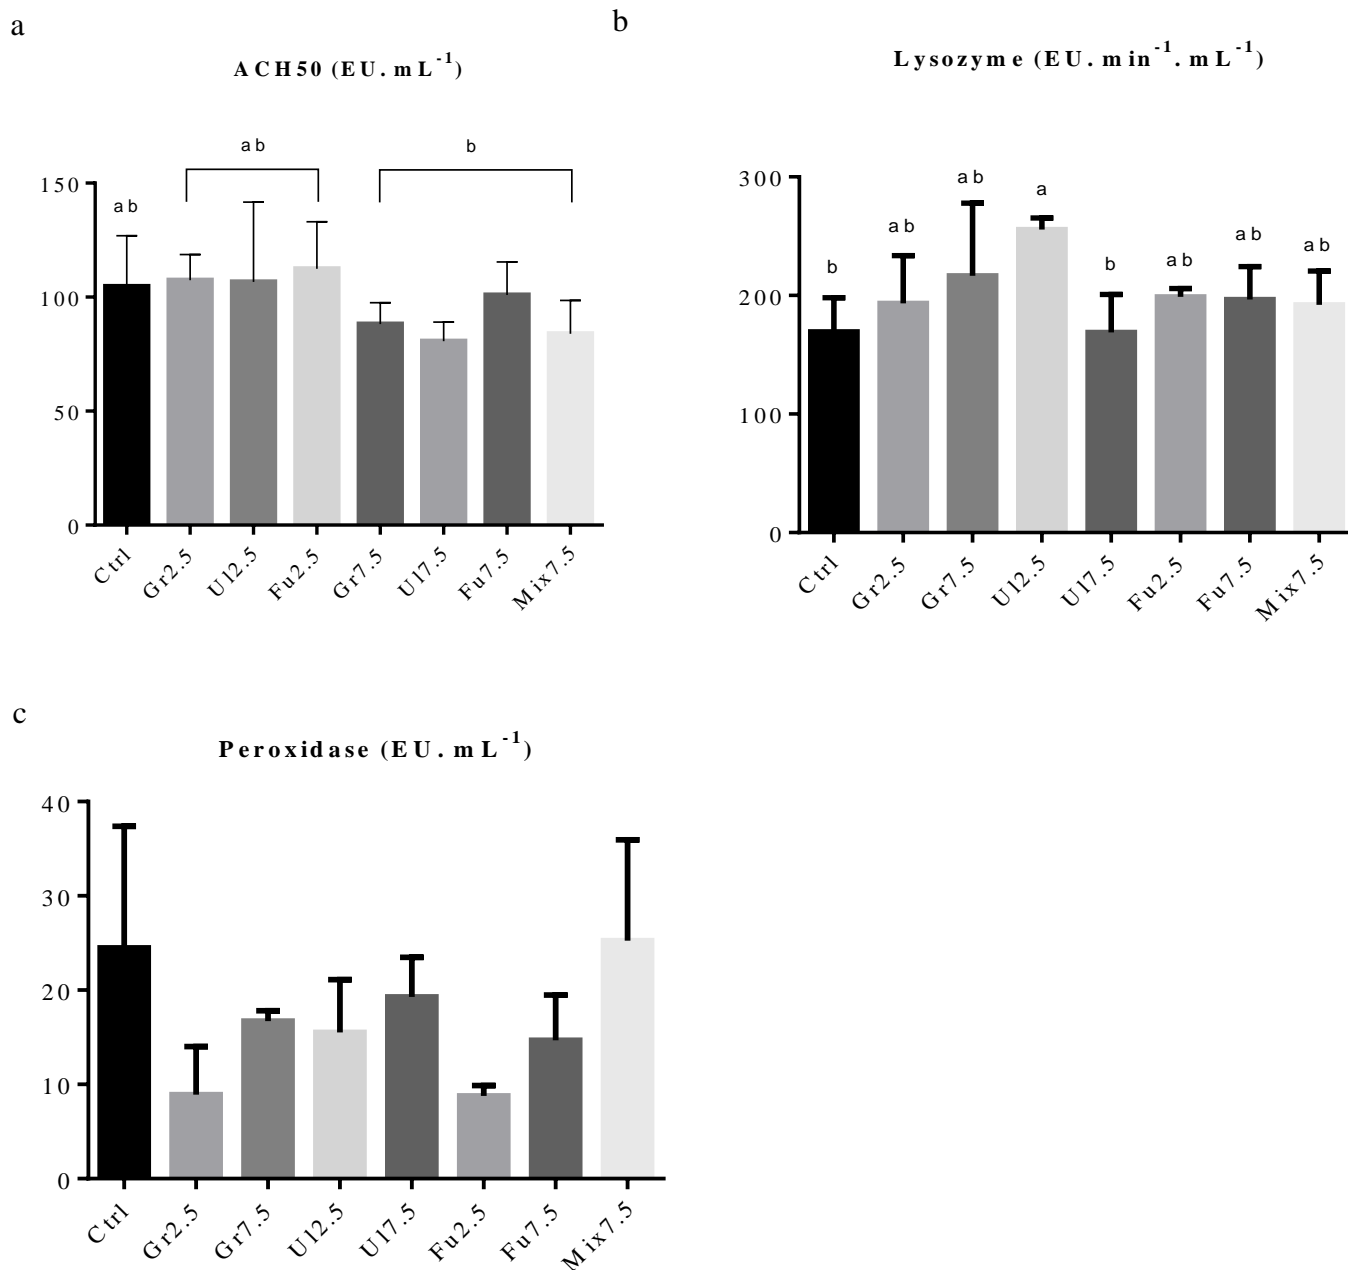 a
ACH50 (EU.mL⁻¹)
ab
ab
b
150
100
50
0
Ctrl
Gr2.5
Ul2.5
Fu2.5
Gr7.5
Ul7.5
Fu7.5
Mix7.5
b
Lysozyme (EU.min⁻¹.mL⁻¹)
300
200
100
0
b
ab
ab
a
b
ab
ab
ab
Ctrl
Gr2.5
Gr7.5
Ul2.5
Ul7.5
Fu2.5
Fu7.5
Mix7.5
c
Peroxidase (EU.mL⁻¹)
40
30
20
10
0
Ctrl
Gr2.5
Gr7.5
Ul2.5
Ul7.5
Fu2.5
Fu7.5
Mix7.5